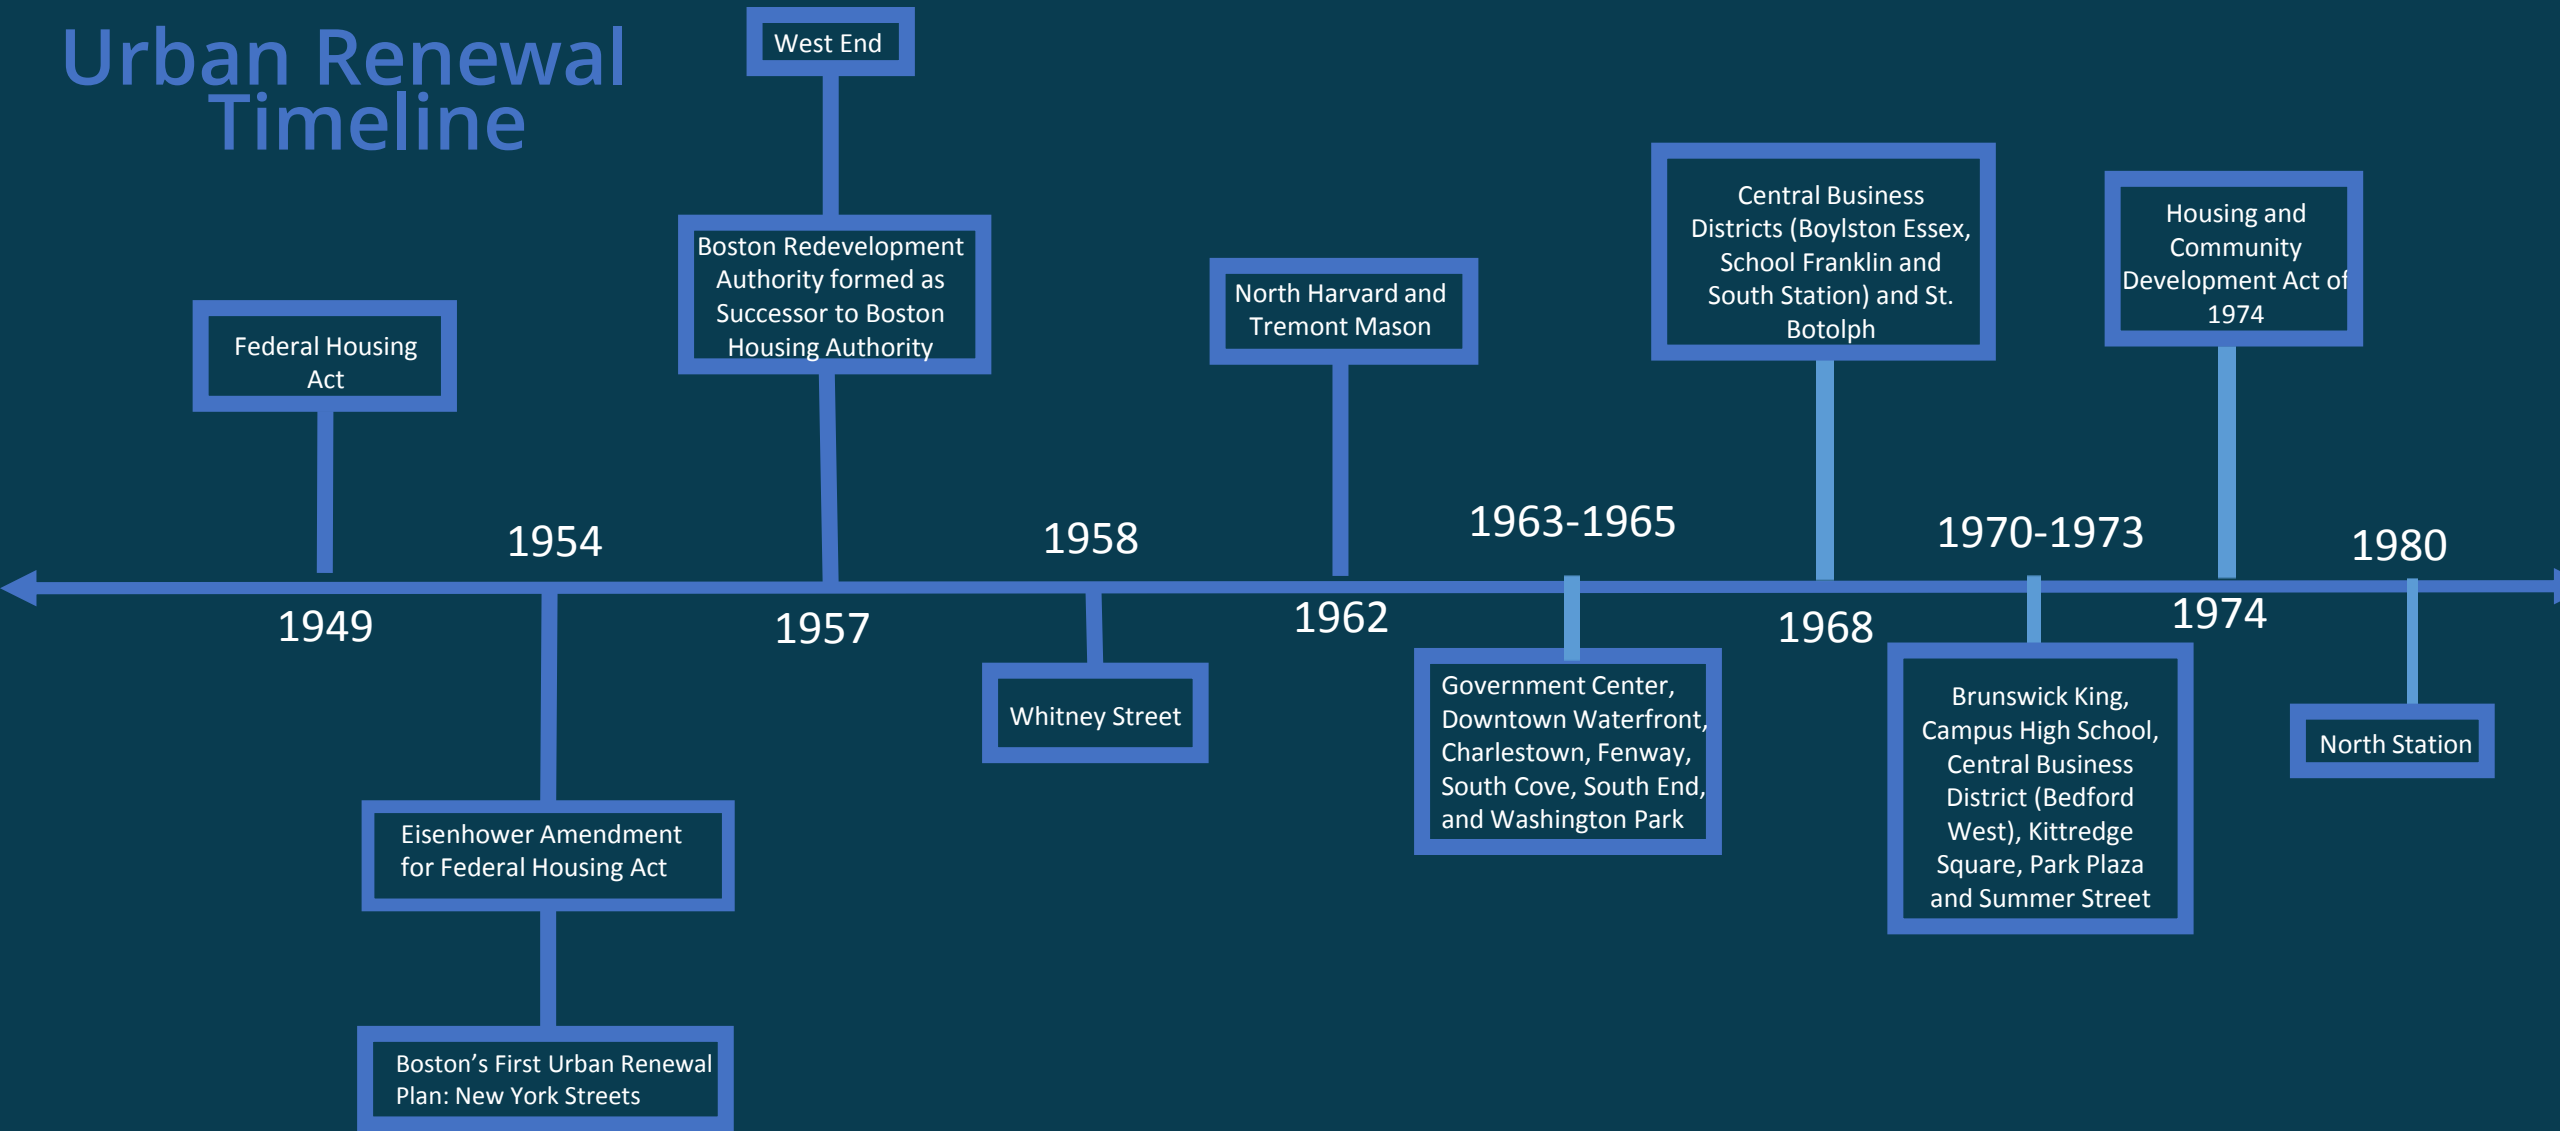 Urban Renewal
Timeline
West End
Boston Redevelopment
Authority formed as
Successor to Boston
Housing Authority
Federal Housing
Act
North Harvard and
Tremont Mason
Central Business
Districts (Boylston Essex,
School Franklin and
South Station) and St.
Botolph
Housing and
Community
Development Act of
1974
1949
1954
1957
1958
1962
1963-1965
1968
1970-1973
1974
1980
Eisenhower Amendment
for Federal Housing Act
Boston’s First Urban Renewal
Plan: New York Streets
Whitney Street
Government Center,
Downtown Waterfront,
Charlestown, Fenway,
South Cove, South End,
and Washington Park
Brunswick King,
Campus High School,
Central Business
District (Bedford
West), Kittredge
Square, Park Plaza
and Summer Street
North Station